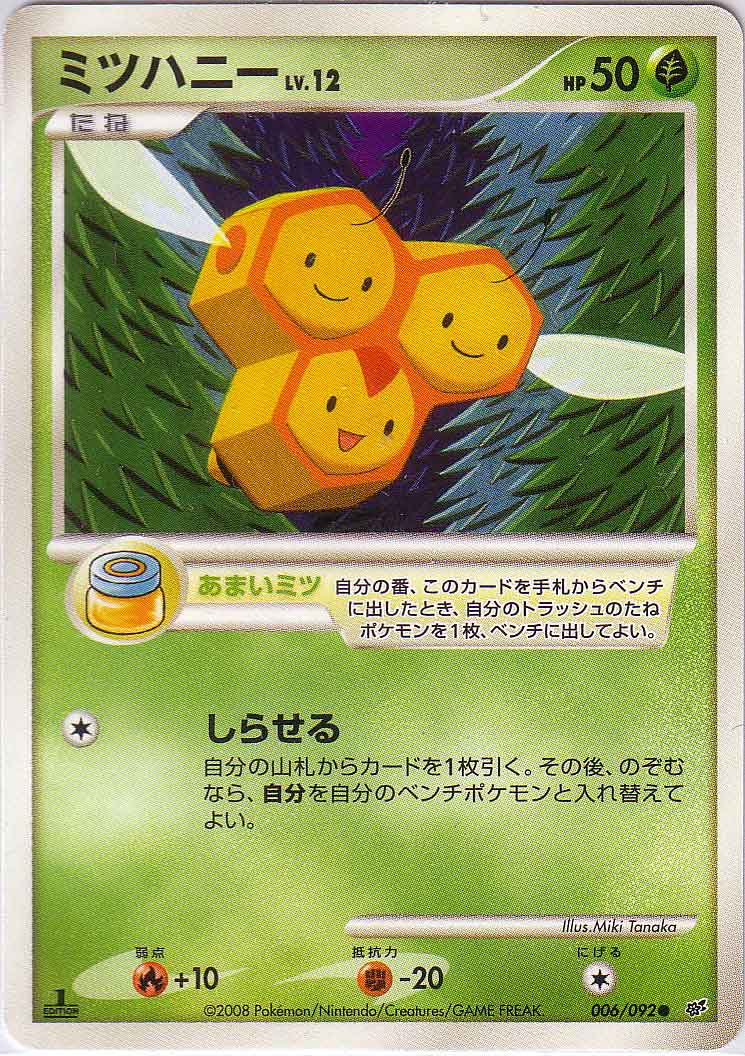 ミツハニー LV.12 HP 50
たね
あまいミツ 自分の番、このカードを手札からベンチ
に出したとき、自分のトラッシュのたね
ポケモンを1枚、ベンチに出してよい。
しらせる
自分の山札からカードを1枚引く。その後、のぞむ
なら、自分を自分のベンチポケモンと入れ替えて
よい。
Illus.Miki Tanaka
弱点 抵抗力 にげる
+10 -20
1 EDITION
©2008 Pokémon/Nintendo/Creatures/GAME FREAK. 006/092